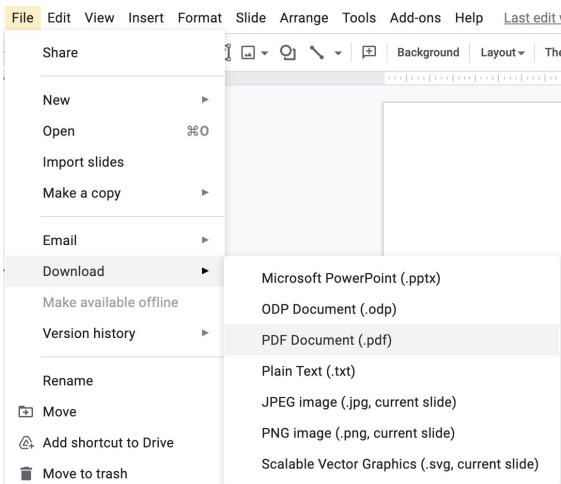 File Edit View Insert Format Slide Arrange Tools Add-ons Help Last edit
Share
Background Layout
New
Open ⌘O
Import slides
Make a copy
Email
Download
Microsoft PowerPoint (.pptx)
Make available offline
ODP Document (.odp)
Version history
PDF Document (.pdf)
Plain Text (.txt)
Rename
JPEG image (.jpg, current slide)
Move
PNG image (.png, current slide)
Add shortcut to Drive
Scalable Vector Graphics (.svg, current slide)
Move to trash